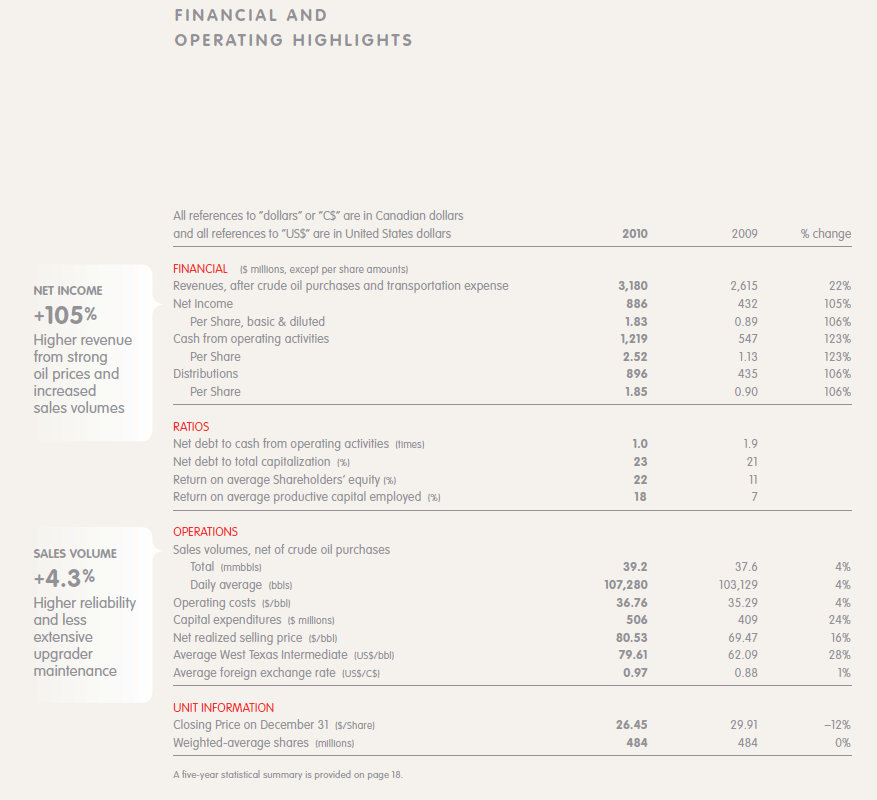 FINANCIAL AND
OPERATING HIGHLIGHTS
All references to “dollars” or “C$” are in Canadian dollars
and all references to “US$” are in United States dollars 2010 2009 % change
FINANCIAL ($ millions, except per share amounts)
Revenues, after crude oil purchases and transportation expense 3,180 2,615 22%
Net Income 886 432 105%
Per Share, basic & diluted 1.83 0.89 106%
Cash from operating activities 1,219 547 123%
Per Share 2.52 1.13 123%
Distributions 896 435 106%
Per Share 1.85 0.90 106%
NET INCOME
+105%
Higher revenue
from strong
oil prices and
increased
sales volumes
RATIOS
Net debt to cash from operating activities (times) 1.0 1.9
Net debt to total capitalization (%) 23 21
Return on average Shareholders’ equity (%) 22 11
Return on average productive capital employed (%) 18 7
OPERATIONS
Sales volumes, net of crude oil purchases
Total (mmbbls) 39.2 37.6 4%
Daily average (bbls) 107,280 103,129 4%
Operating costs ($/bbl) 36.76 35.29 4%
Capital expenditures ($ millions) 506 409 24%
Net realized selling price ($/bbl) 80.53 69.47 16%
Average West Texas Intermediate (US$/bbl) 79.61 62.09 28%
Average foreign exchange rate (US$/C$) 0.97 0.88 1%
SALES VOLUME
+4.3%
Higher reliability
and less
extensive
upgrader
maintenance
UNIT INFORMATION
Closing Price on December 31 ($/Share) 26.45 29.91 –12%
Weighted-average shares (millions) 484 484 0%
A five-year statistical summary is provided on page 18.